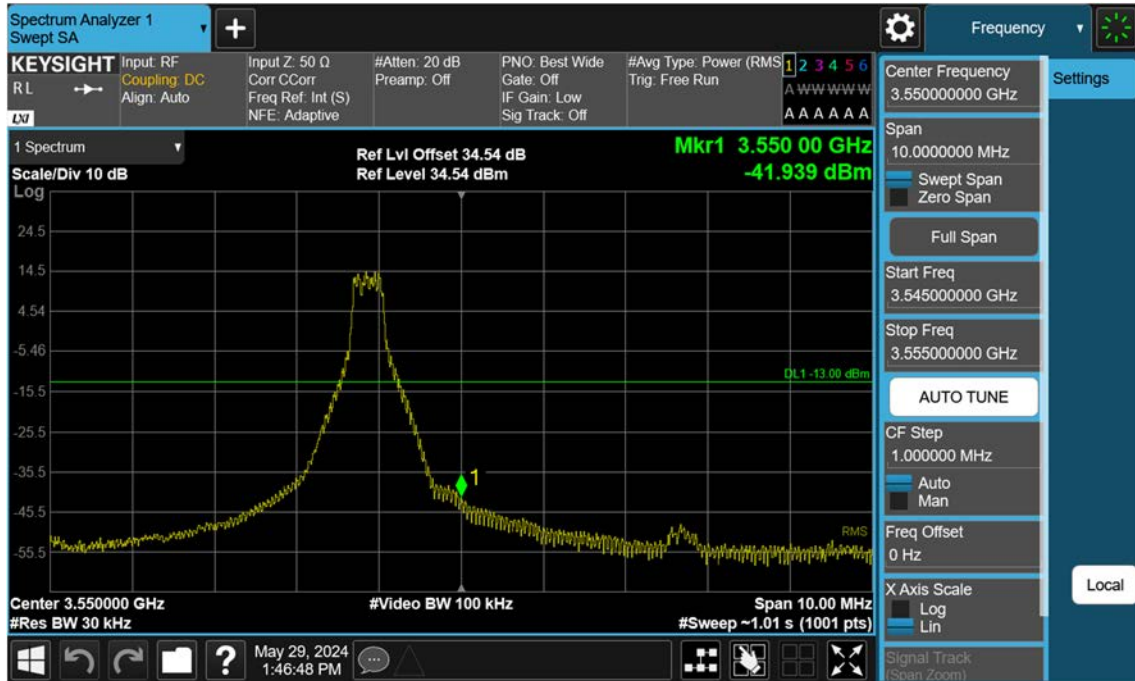 Spectrum Analyzer 1
Swept SA
+
Frequency
KEYSIGHT
R L
LXI
Input: RF
Coupling: DC
Align: Auto
Input Z: 50 Ω
Corr CCorr
Freq Ref: Int (S)
NFE: Adaptive
#Atten: 20 dB
Preamp: Off
PNO: Best Wide
Gate: Off
IF Gain: Low
Sig Track: Off
#Avg Type: Power (RMS
Trig: Free Run
1 2 3 4 5 6
A W W W W W
A A A A A A
1 Spectrum
Scale/Div 10 dB
Log
Ref Lvl Offset 34.54 dB
Ref Level 34.54 dBm
Mkr1 3.550 00 GHz
-41.939 dBm
24.5
14.5
4.54
-5.46
DL1 -13.00 dBm
-15.5
-25.5
-35.5
1
-45.5
RMS
-55.5
Center 3.550000 GHz
#Res BW 30 kHz
#Video BW 100 kHz
Span 10.00 MHz
#Sweep ~1.01 s (1001 pts)
Center Frequency
3.550000000 GHz
Settings
Span
10.0000000 MHz
Swept Span
Zero Span
Full Span
Start Freq
3.545000000 GHz
Stop Freq
3.555000000 GHz
AUTO TUNE
CF Step
1.000000 MHz
Auto
Man
Freq Offset
0 Hz
X Axis Scale
Log
Lin
Local
Signal Track
(Span Zoom)
?
May 29, 2024
1:46:48 PM